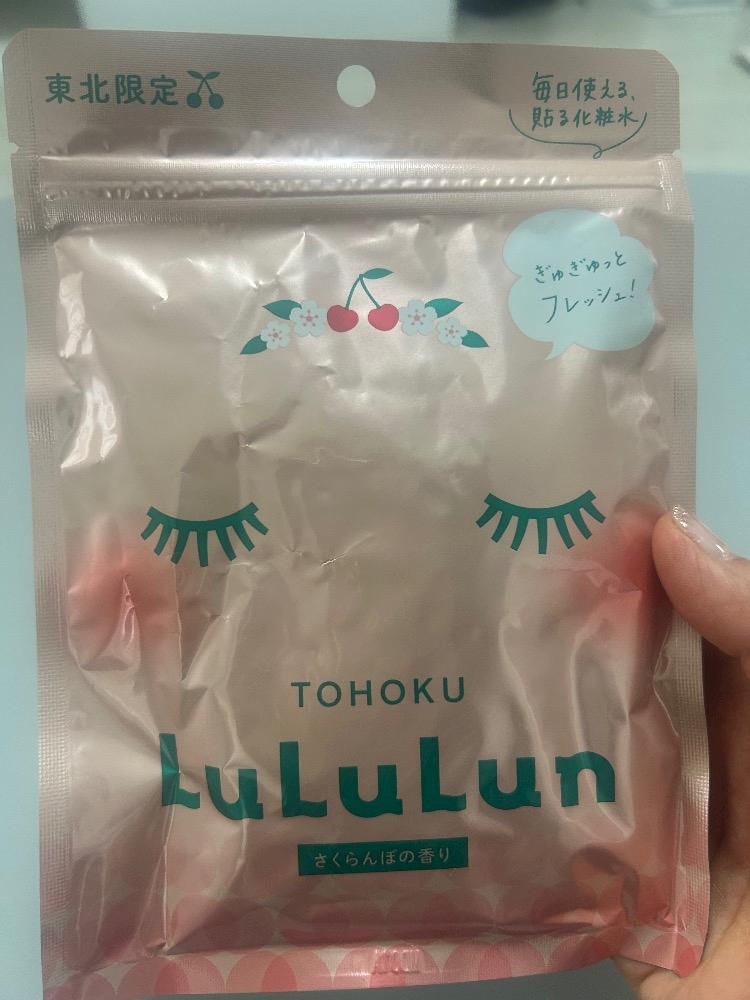 東北限定
毎日使える、
貼る化粧水
ぎゅぎゅっと
フレッシュ!
TOHOKU
LuLuLun
さくらんぼの香り